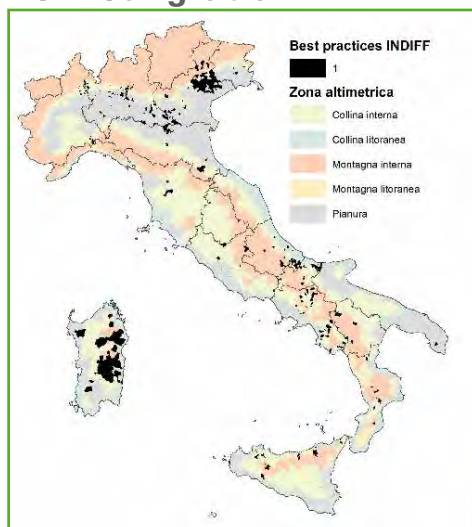 Best practices INDIFF
1
Zona altimetrica
Collina interna
Collina litoranea
Montagna interna
Montagna litoranea
Pianura